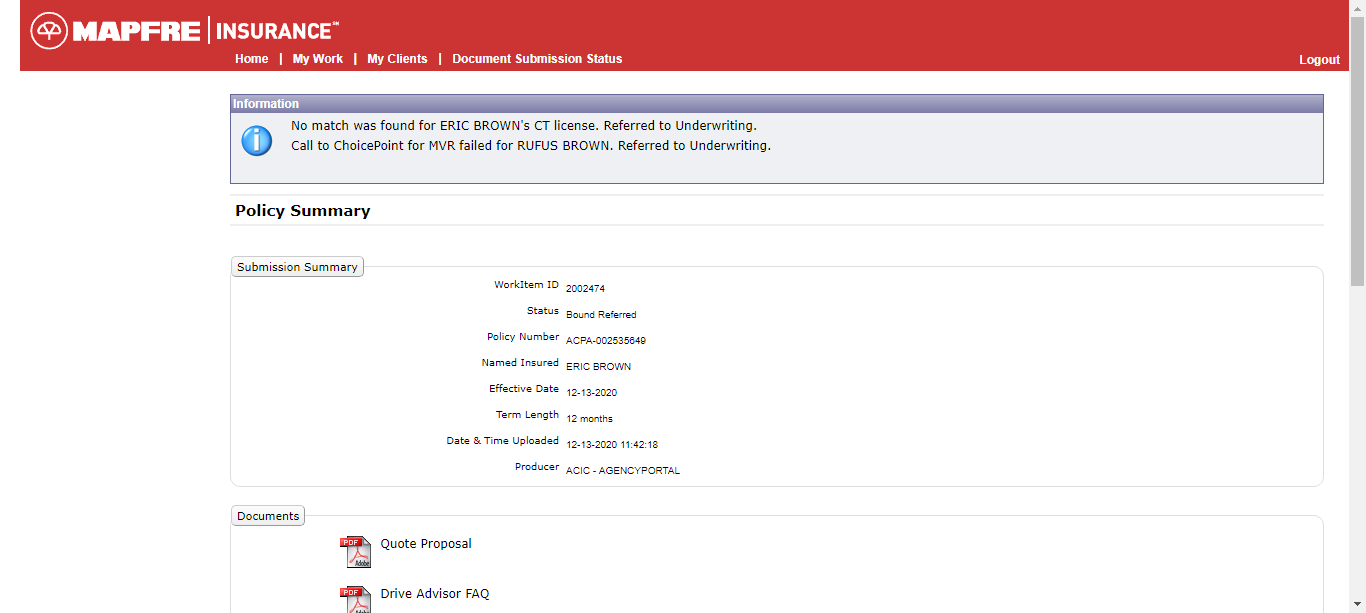 MAPFRE | INSURANCE℠
Home | My Work | My Clients | Document Submission Status
Logout
Information
No match was found for ERIC BROWN's CT license. Referred to Underwriting.
Call to ChoicePoint for MVR failed for RUFUS BROWN. Referred to Underwriting.
Policy Summary
Submission Summary
WorkItem ID 2002474
Status Bound Referred
Policy Number ACPA-002535649
Named Insured ERIC BROWN
Effective Date 12-13-2020
Term Length 12 months
Date & Time Uploaded 12-13-2020 11:42:18
Producer ACIC - AGENCYPORTAL
Documents
PDF Adobe Quote Proposal
PDF Drive Advisor FAQ